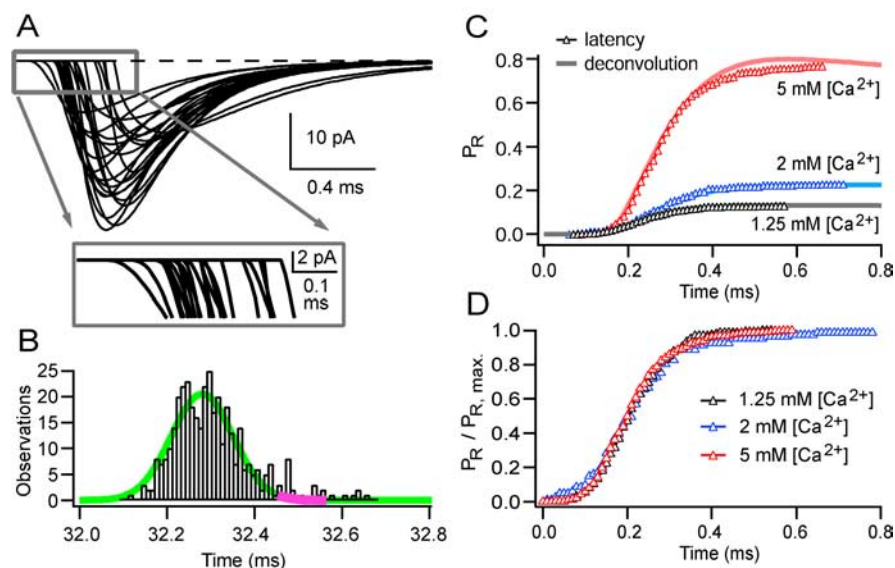 A
10 pA
0.4 ms
2 pA
0.1
ms
B
Observations
25
20
15
10
5
0
32.0
32.2
32.4
32.6
32.8
Time (ms)
C
latency
deconvolution
P_R
0.8
0.6
0.4
0.2
0.0
5 mM [Ca²⁺]
2 mM [Ca²⁺]
1.25 mM [Ca²⁺]
0.0
0.2
0.4
0.6
0.8
Time (ms)
D
P_R / P_R, max.
1.0
0.8
0.6
0.4
0.2
0.0
1.25 mM [Ca²⁺]
2 mM [Ca²⁺]
5 mM [Ca²⁺]
0.0
0.2
0.4
0.6
0.8
Time (ms)